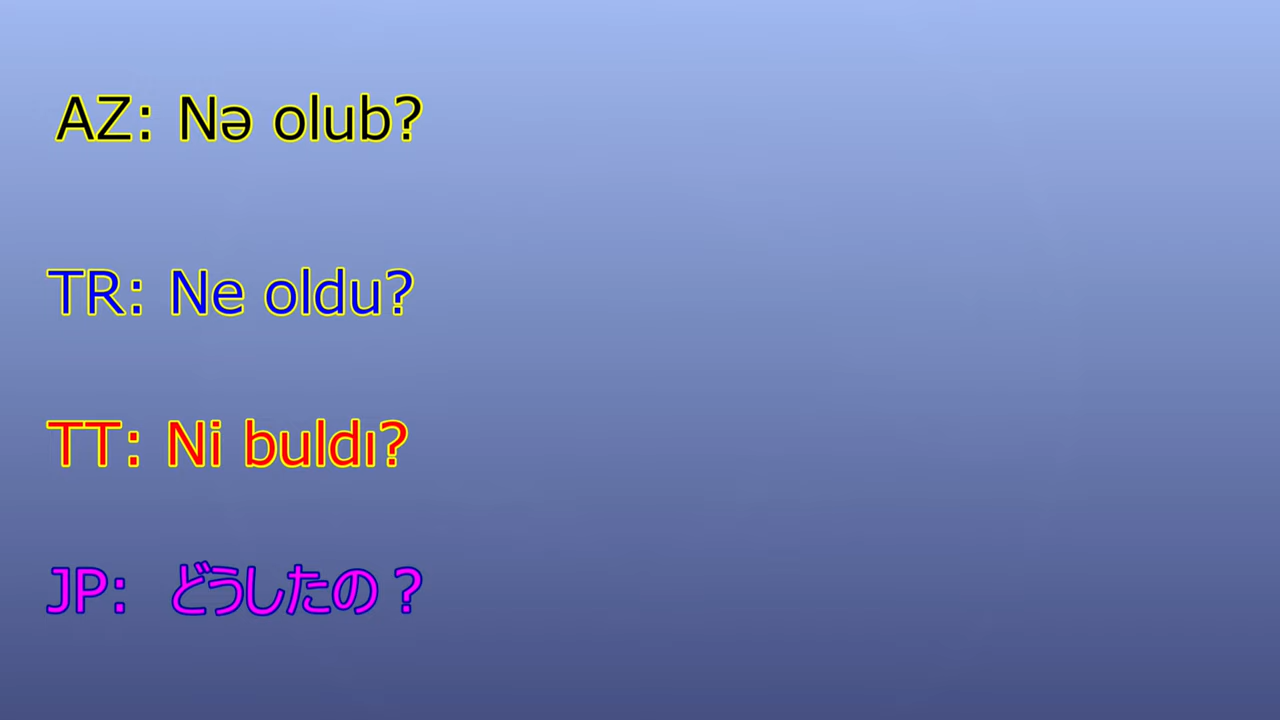 AZ: Nə olub?
TR: Ne oldu?
TT: Ni buldı?
JP: どうしたの？